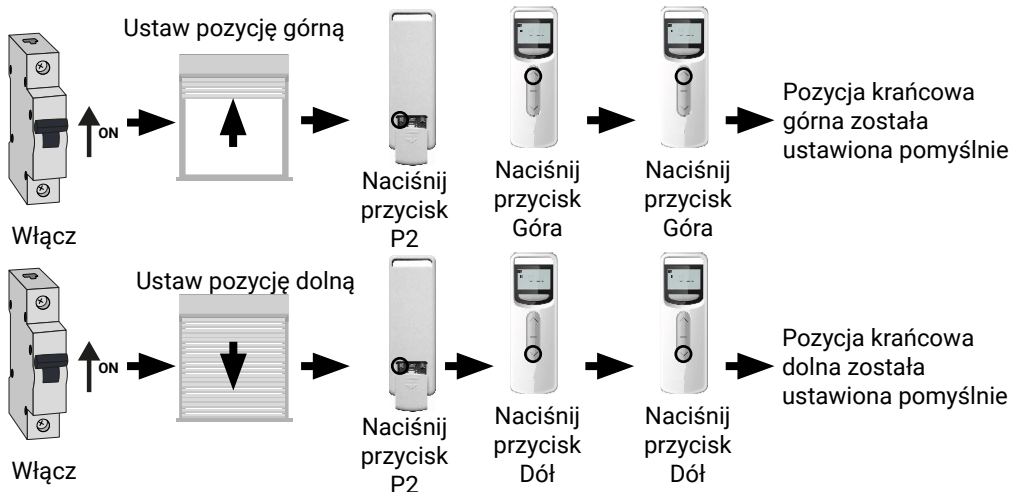 Ustaw pozycję górną
ON
Włącz
Naciśnij
przycisk
P2
Naciśnij
przycisk
Góra
Naciśnij
przycisk
Góra
Pozycja krańcowa
górna została
ustawiona pomyślnie
Ustaw pozycję dolną
ON
Włącz
Naciśnij
przycisk
P2
Naciśnij
przycisk
Dół
Naciśnij
przycisk
Dół
Pozycja krańcowa
dolna została
ustawiona pomyślnie